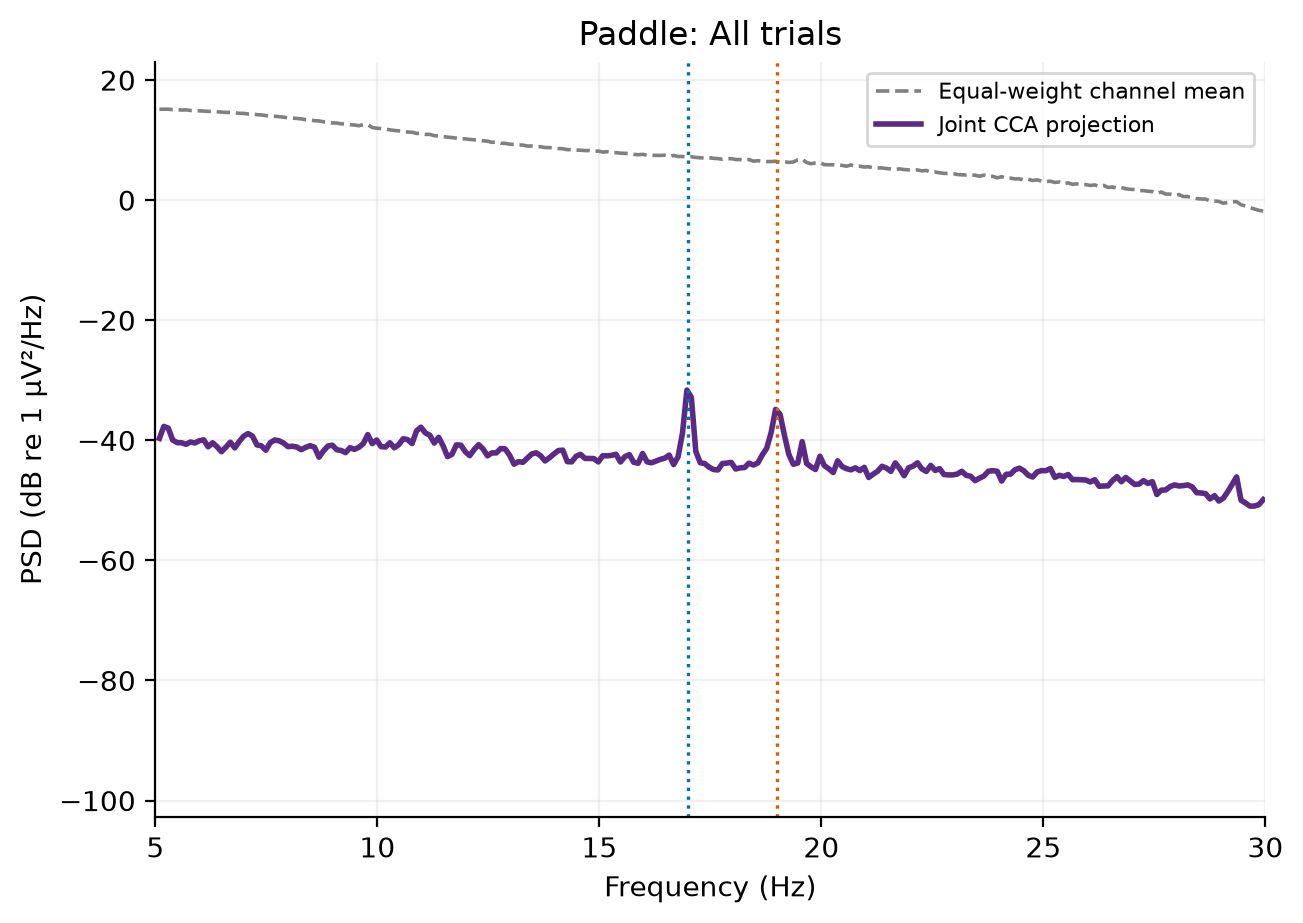 Paddle: All trials
Equal-weight channel mean
Joint CCA projection
PSD (dB re 1 µV²/Hz)
20
0
−20
−40
−60
−80
−100
5
10
15
20
25
30
Frequency (Hz)